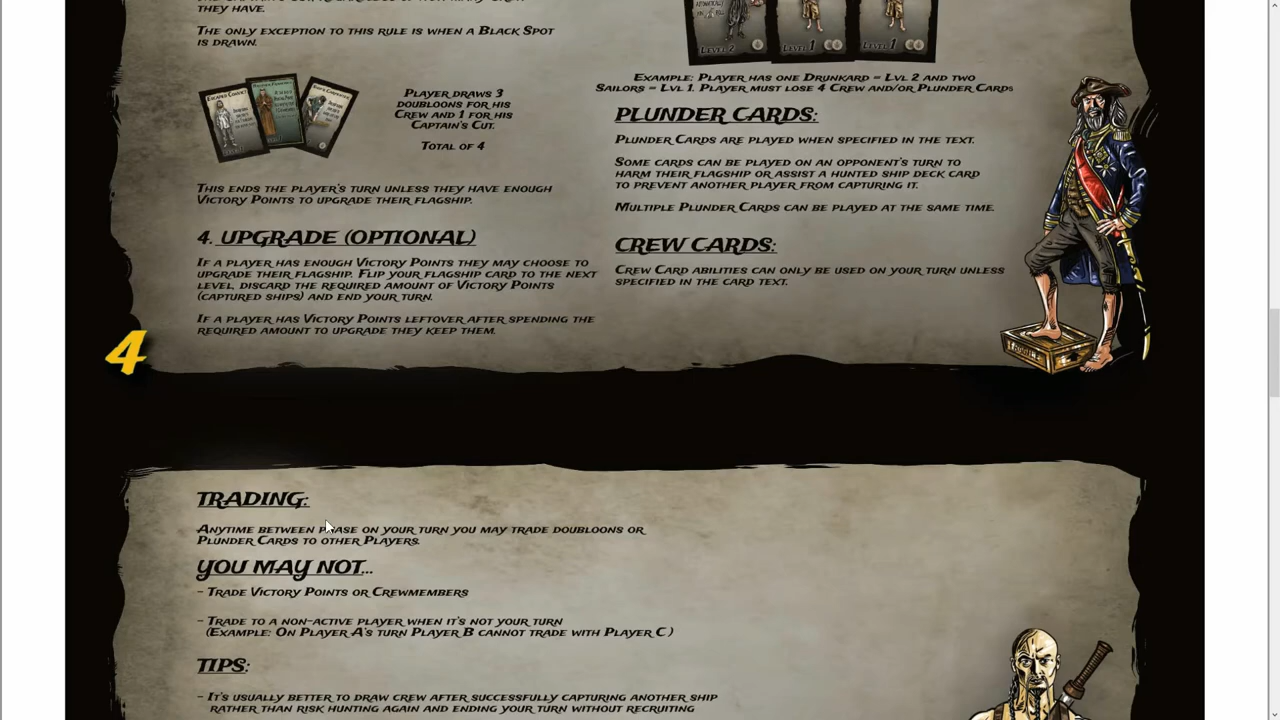 they have.
The only exception to this rule is when a Black Spot
is drawn.
Escaped Convict
Player draws 3
doubloons for his
Crew and 1 for his
Captain's Cut.
Total of 4
This ends the player's turn unless they have enough
Victory Points to upgrade their flagship.
4. Upgrade (Optional)
If a player has enough Victory Points they may choose to
upgrade their flagship. Flip your flagship card to the next
level, discard the required amount of Victory Points
(captured ships) and end your turn.
If a player has Victory Points leftover after spending the
required amount to upgrade they keep them.
4
Level 2
Level 1
Level 1
Example: Player has one Drunkard = Lvl 2 and two
Sailors = Lvl 1. Player must lose 4 Crew and/or Plunder Cards
Plunder Cards:
Plunder Cards are played when specified in the text.
Some cards can be played on an opponent's turn to
harm their flagship or assist a hunted ship deck card
to prevent another player from capturing it.
Multiple Plunder Cards can be played at the same time.
Crew Cards:
Crew Card abilities can only be used on your turn unless
specified in the card text.
Trading:
Anytime between phase on your turn you may trade doubloons or
Plunder Cards to other Players.
You may not...
- Trade Victory Points or Crewmembers
- Trade to a non-active player when it's not your turn
(Example: On Player A's turn Player B cannot trade with Player C)
Tips:
- It's usually better to draw crew after successfully capturing another ship
rather than risk hunting again and ending your turn without recruiting